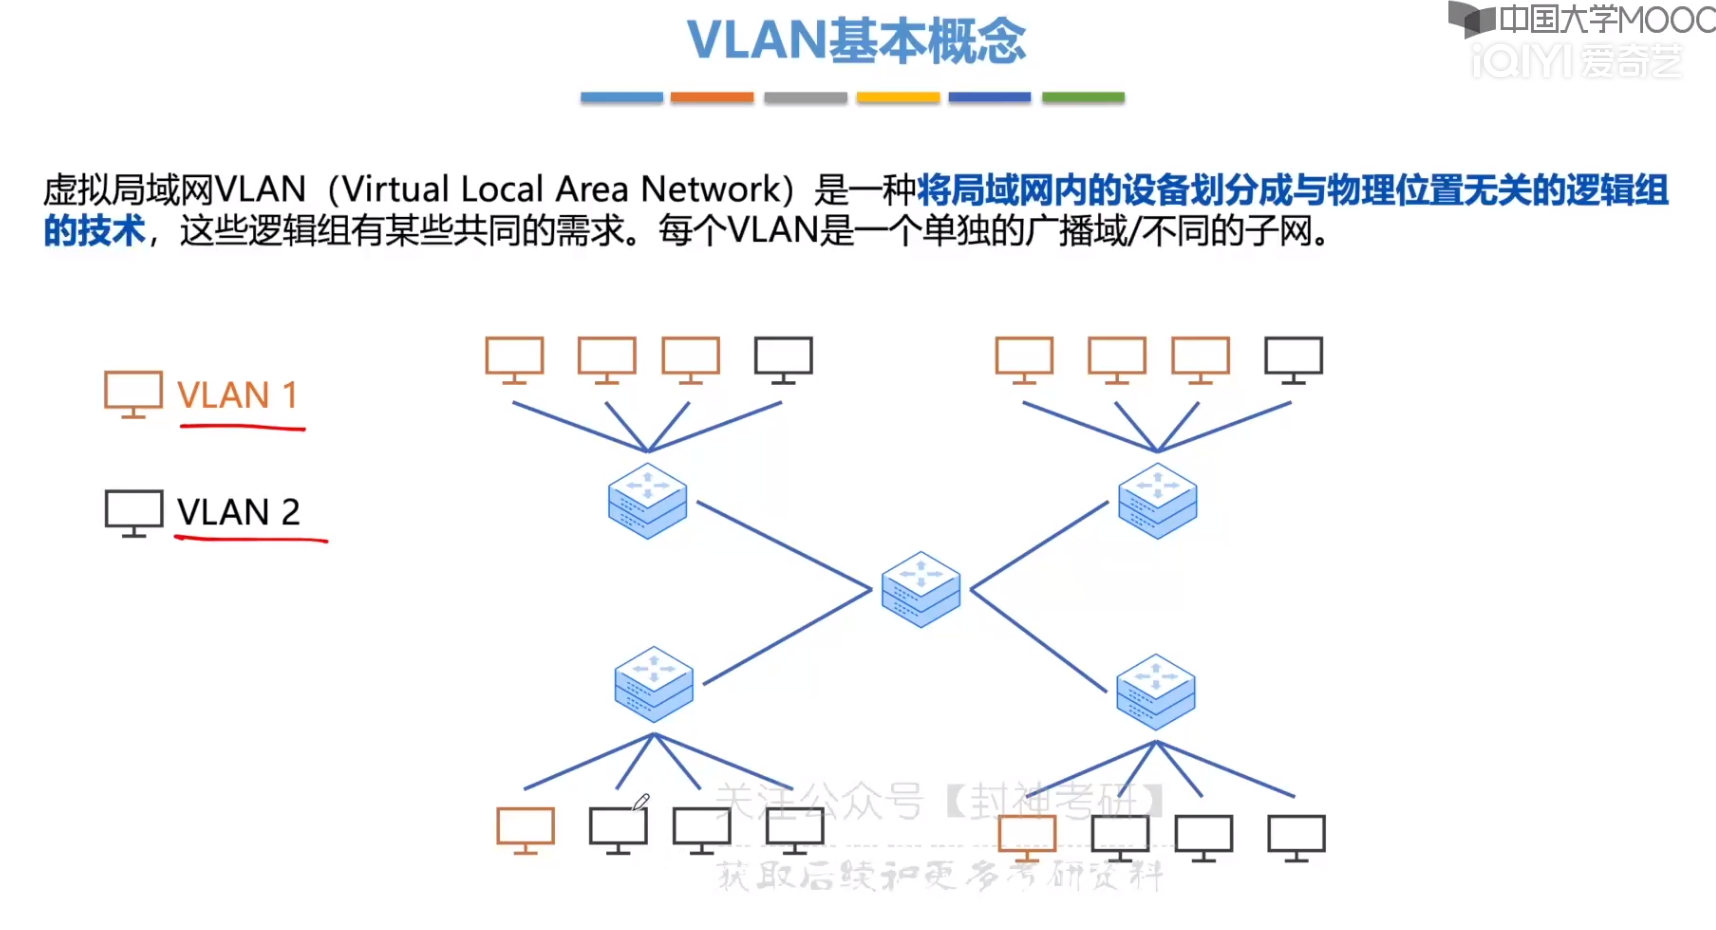 中国大学MOOC
iQIYI 爱奇艺
VLAN基本概念
虚拟局域网VLAN（Virtual Local Area Network）是一种将局域网内的设备划分成与物理位置无关的逻辑组
的技术，这些逻辑组有某些共同的需求。每个VLAN是一个单独的广播域/不同的子网。
VLAN 1
VLAN 2
关注公众号【封神考研】
获取后续和更多考研资料